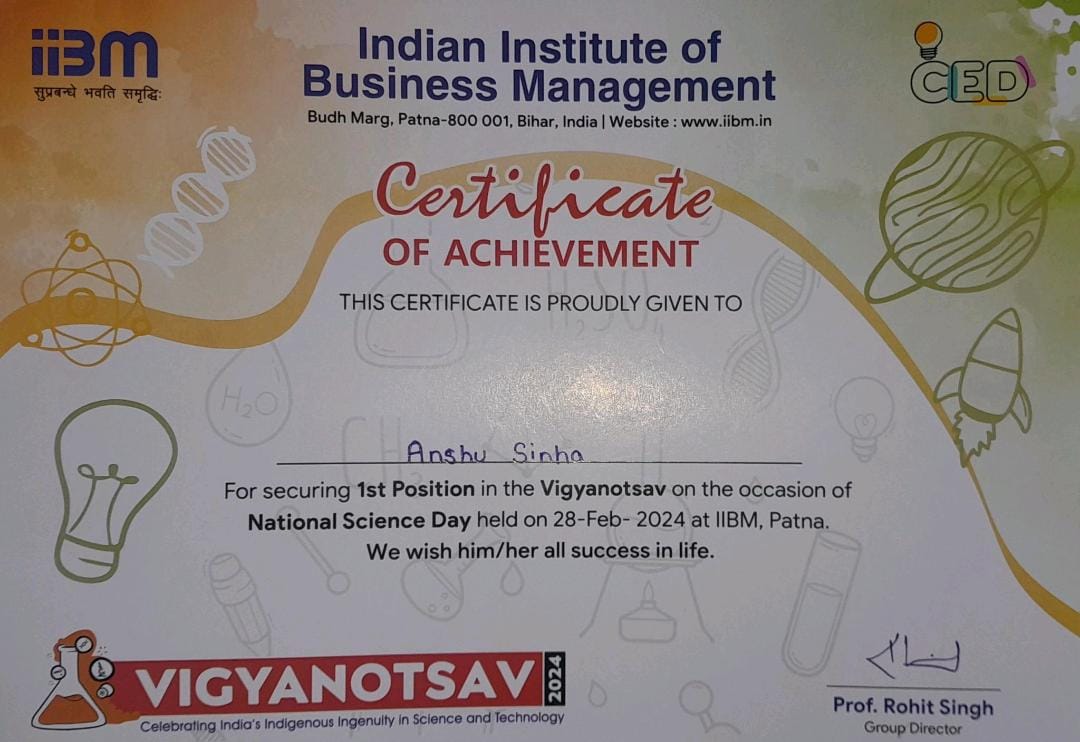 iiBM
सुप्रबन्धे भवति समृद्धिः
Indian Institute of
Business Management
Budh Marg, Patna-800 001, Bihar, India | Website : www.iibm.in
CED
Certificate
OF ACHIEVEMENT
THIS CERTIFICATE IS PROUDLY GIVEN TO
H₂SO₄
H₂O
CH
Anshu Sinha
For securing 1st Position in the Vigyanotsav on the occasion of
National Science Day held on 28-Feb- 2024 at IIBM, Patna.
We wish him/her all success in life.
VIGYANOTSAV 2024
Celebrating India's Indigenous Ingenuity in Science and Technology
Prof. Rohit Singh
Group Director